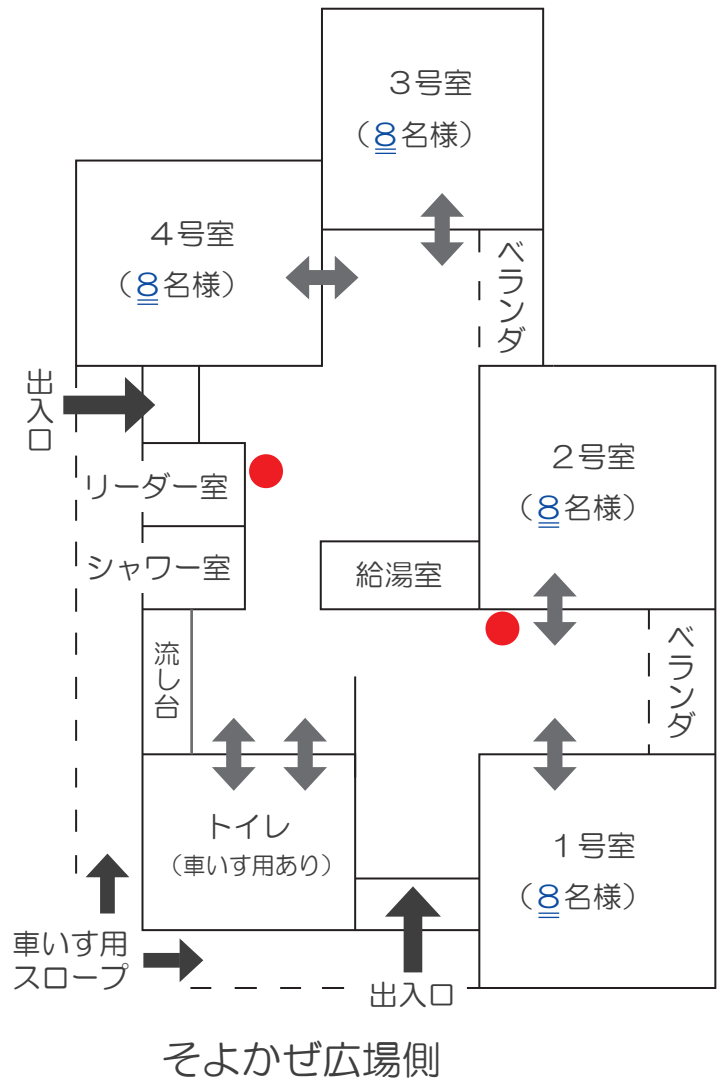 3号室
（8名様）
4号室
（8名様）
ベランダ
出入口
2号室
（8名様）
リーダー室
シャワー室
給湯室
流し台
ベランダ
トイレ
（車いす用あり）
1号室
（8名様）
車いす用
スロープ
出入口
そよかぜ広場側